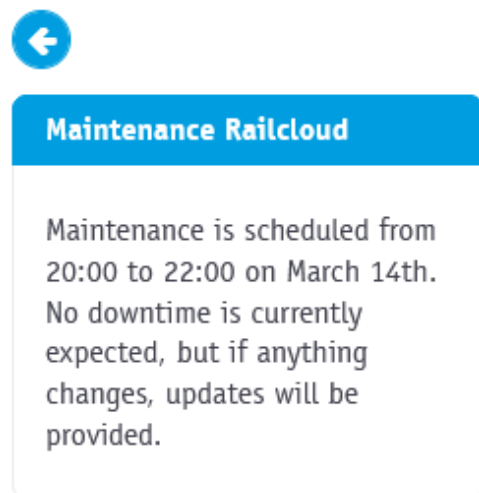 Maintenance Railcloud
Maintenance is scheduled from
20:00 to 22:00 on March 14th.
No downtime is currently
expected, but if anything
changes, updates will be
provided.